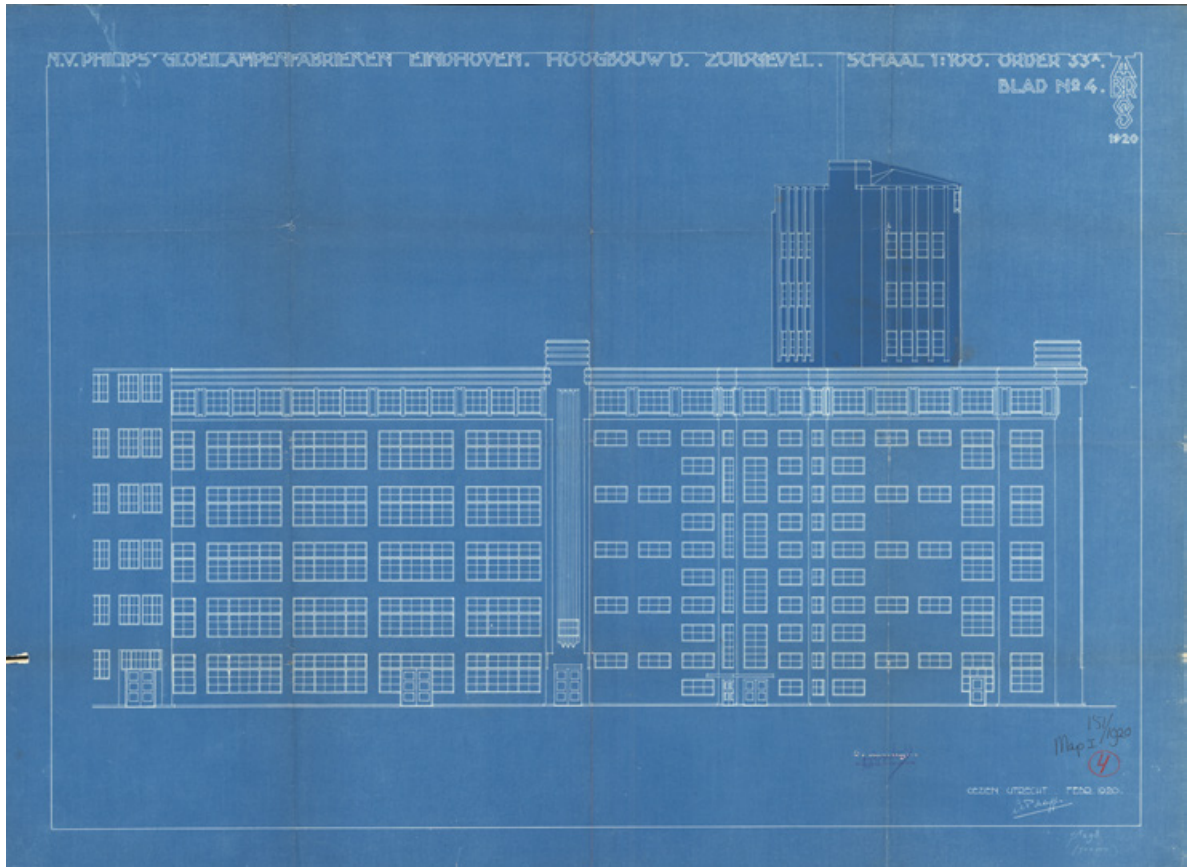 N.V. PHILIPS' GLOEILAMPENFABRIEKEN EINDHOVEN. HOOGBOUW D. ZUIDGEVEL. SCHAAL 1:100. ORDER 33A.
BLAD No 4.
1920
151/1920
Map I
4
GEZIEN UTRECHT FEBR. 1920.